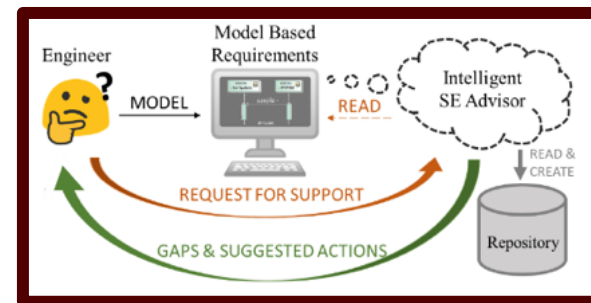 Engineer
Model Based
Requirements
?
MODEL
READ
Intelligent
SE Advisor
READ &
CREATE
REQUEST FOR SUPPORT
GAPS & SUGGESTED ACTIONS
Repository